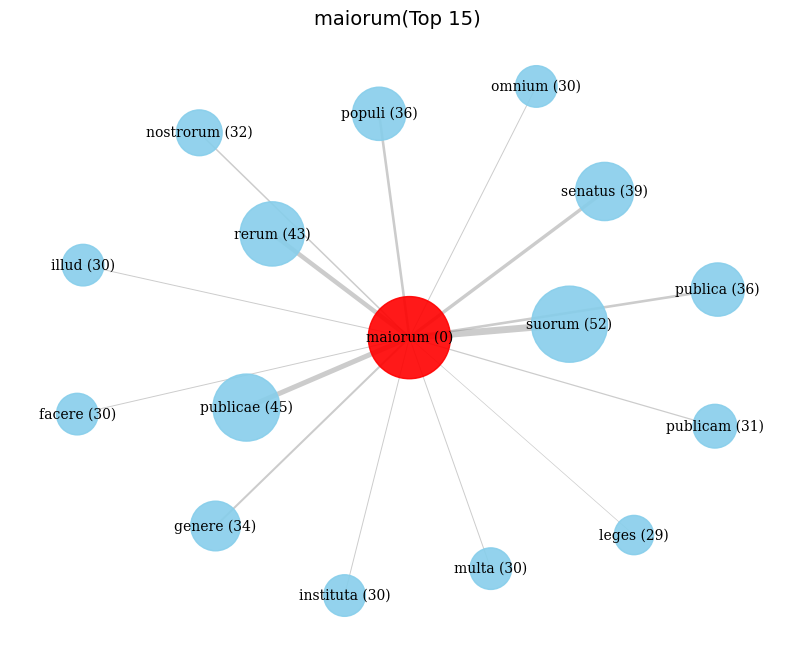 maiorum(Top 15)
omnium (30)
populi (36)
nostrorum (32)
senatus (39)
rerum (43)
illud (30)
publica (36)
suorum (52)
maiorum (0)
publicae (45)
facere (30)
publicam (31)
genere (34)
leges (29)
multa (30)
instituta (30)